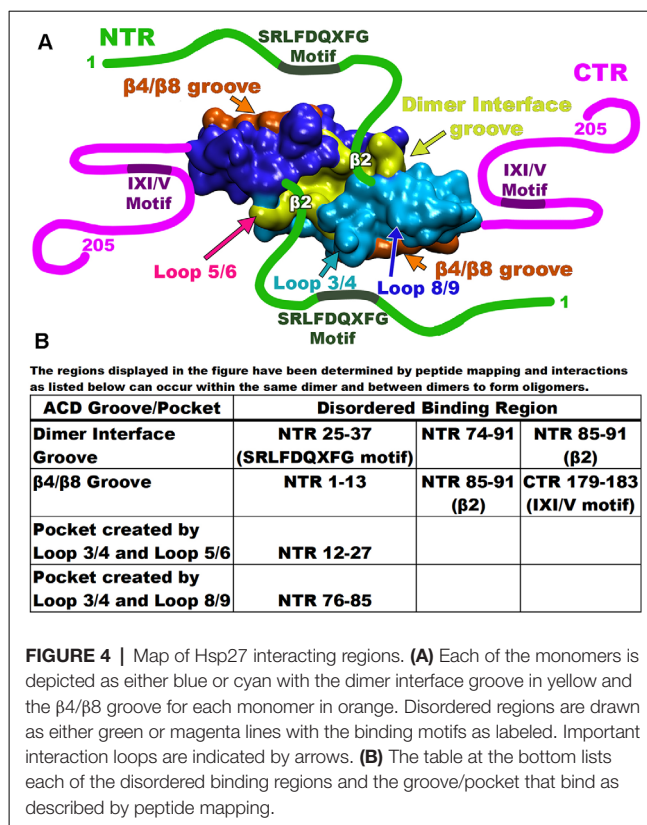 A
NTR
1
SRLFDQXFG
Motif
β4/β8 groove
CTR
205
Dimer Interface
groove
β2
IXI/V
Motif
IXI/V
Motif
β2
205
Loop 5/6
Loop 3/4
Loop 8/9
β4/β8 groove
SRLFDQXFG
Motif
1
B
The regions displayed in the figure have been determined by peptide mapping and interactions
as listed below can occur within the same dimer and between dimers to form oligomers.
ACD Groove/Pocket Disordered Binding Region
Dimer Interface NTR 25-37 NTR 74-91 NTR 85-91
Groove (SRLFDQXFG motif) (β2)
β4/β8 Groove NTR 1-13 NTR 85-91 CTR 179-183
(β2) (IXI/V motif)
Pocket created by
Loop 3/4 and Loop 5/6 NTR 12-27
Pocket created by
Loop 3/4 and Loop 8/9 NTR 76-85
FIGURE 4 | Map of Hsp27 interacting regions. (A) Each of the monomers is
depicted as either blue or cyan with the dimer interface groove in yellow and
the β4/β8 groove for each monomer in orange. Disordered regions are drawn
as either green or magenta lines with the binding motifs as labeled. Important
interaction loops are indicated by arrows. (B) The table at the bottom lists
each of the disordered binding regions and the groove/pocket that bind as
described by peptide mapping.